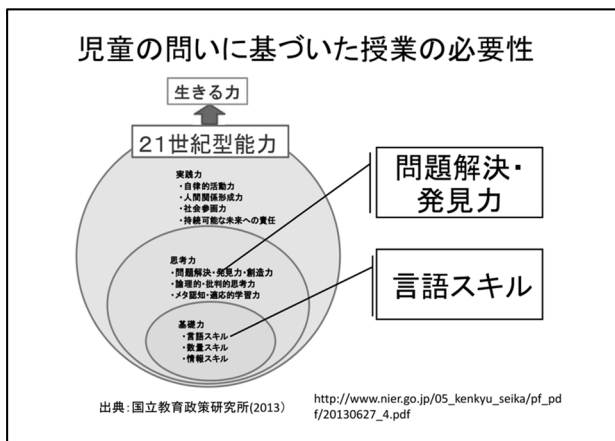 児童の問いに基づいた授業の必要性
生きる力
21世紀型能力
実践力
・自律的活動力
・人間関係形成力
・社会参画力
・持続可能な未来への責任
思考力
・問題解決・発見力・創造力
・論理的・批判的思考力
・メタ認知・適応的学習力
基礎力
・言語スキル
・数量スキル
・情報スキル
問題解決・
発見力
言語スキル
出典:国立教育政策研究所(2013)
http://www.nier.go.jp/05_kenkyu_seika/pf_pd
f/20130627_4.pdf